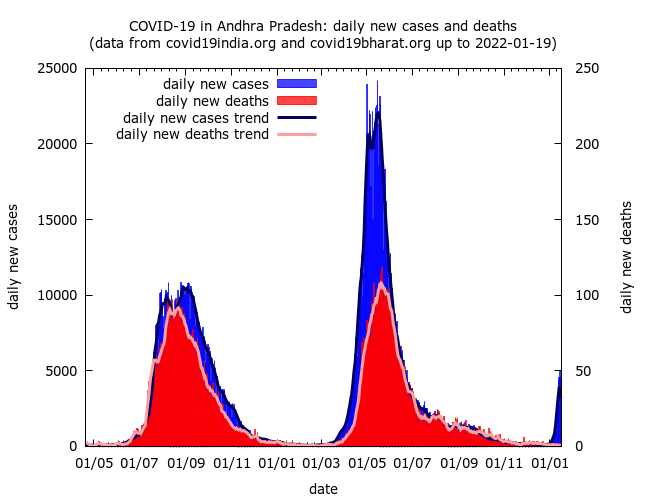 COVID-19 in Andhra Pradesh: daily new cases and deaths
(data from covid19india.org and covid19bharat.org up to 2022-01-19)
25000
20000
15000
10000
5000
0
250
200
150
100
50
0
daily new cases
daily new deaths
daily new cases trend
daily new deaths trend
daily new cases
daily new deaths
01/05 01/07 01/09 01/11 01/01 01/03 01/05 01/07 01/09 01/11 01/01
date